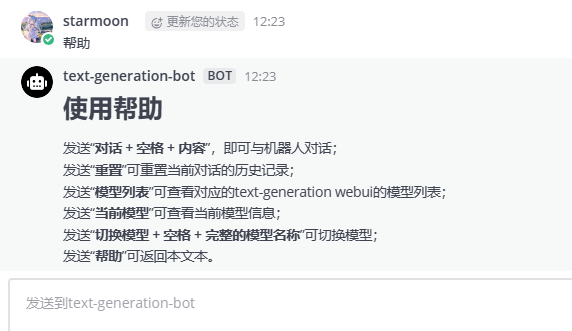 starmoon 更新您的状态 12:23
帮助
text-generation-bot BOT 12:23
使用帮助
发送“对话 + 空格 + 内容”，即可与机器人对话；
发送“重置”可重置当前对话的历史记录；
发送“模型列表”可查看对应的text-generation webui的模型列表；
发送“当前模型”可查看当前模型信息；
发送“切换模型 + 空格 + 完整的模型名称”可切换模型；
发送“帮助”可返回本文本。
发送到text-generation-bot